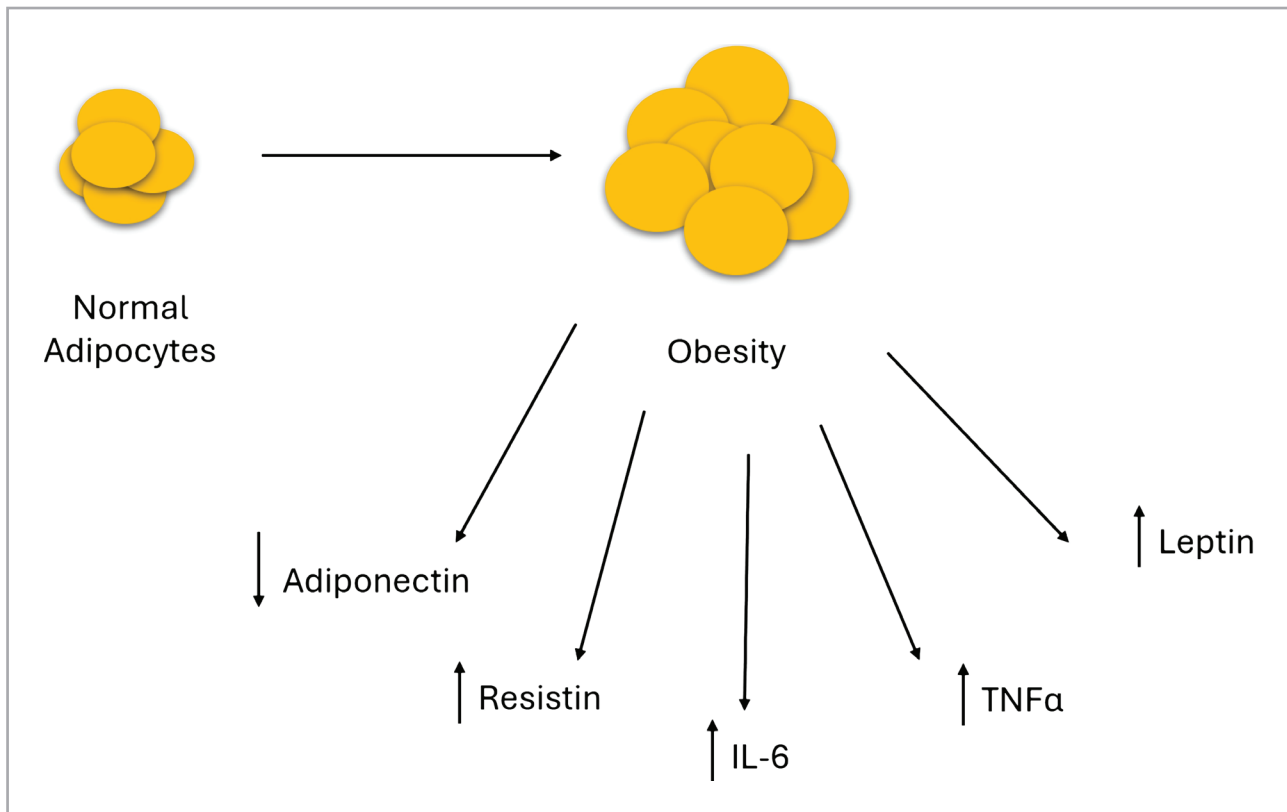 Normal
Adipocytes
Obesity
Leptin
Adiponectin
Resistin
TNFα
IL-6